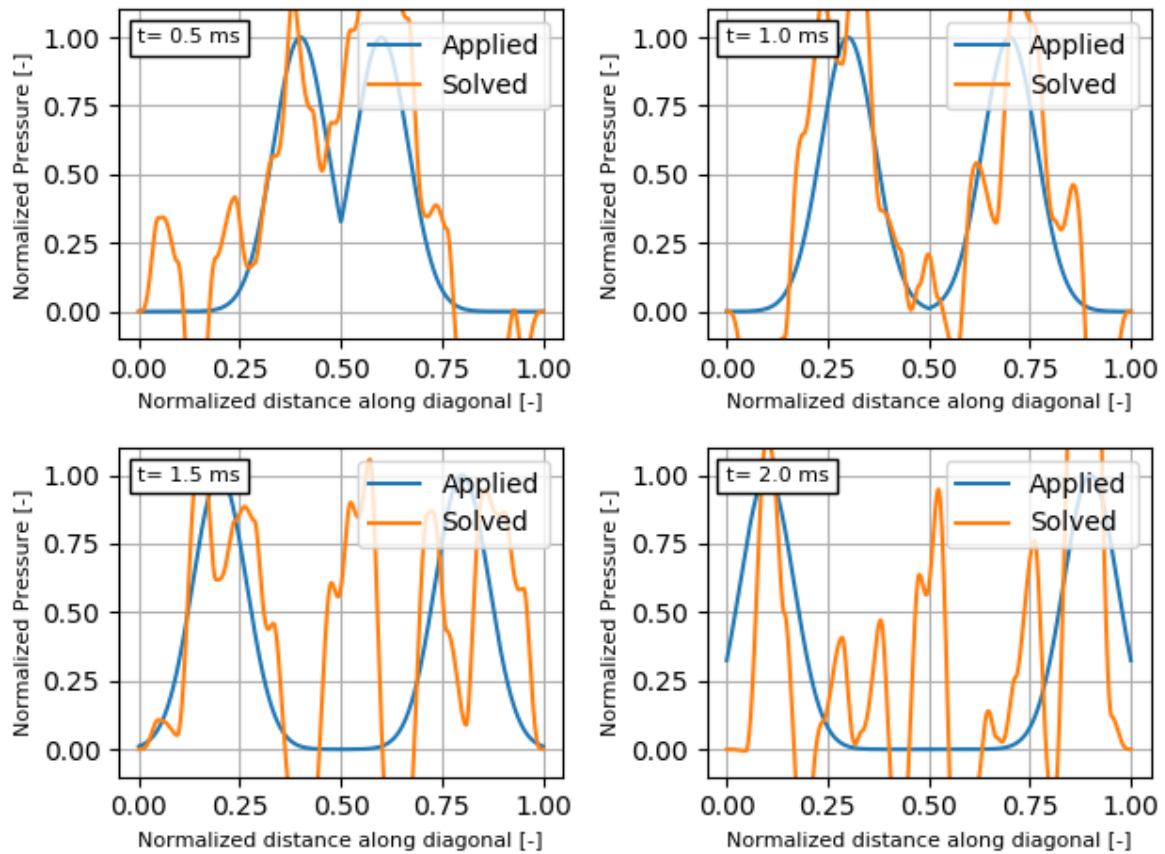 t= 0.5 ms
Applied
Solved
Normalized Pressure [-]
1.00
0.75
0.50
0.25
0.00
0.00 0.25 0.50 0.75 1.00
Normalized distance along diagonal [-]
t= 1.0 ms
Applied
Solved
Normalized Pressure [-]
1.00
0.75
0.50
0.25
0.00
0.00 0.25 0.50 0.75 1.00
Normalized distance along diagonal [-]
t= 1.5 ms
Applied
Solved
Normalized Pressure [-]
1.00
0.75
0.50
0.25
0.00
0.00 0.25 0.50 0.75 1.00
Normalized distance along diagonal [-]
t= 2.0 ms
Applied
Solved
Normalized Pressure [-]
1.00
0.75
0.50
0.25
0.00
0.00 0.25 0.50 0.75 1.00
Normalized distance along diagonal [-]